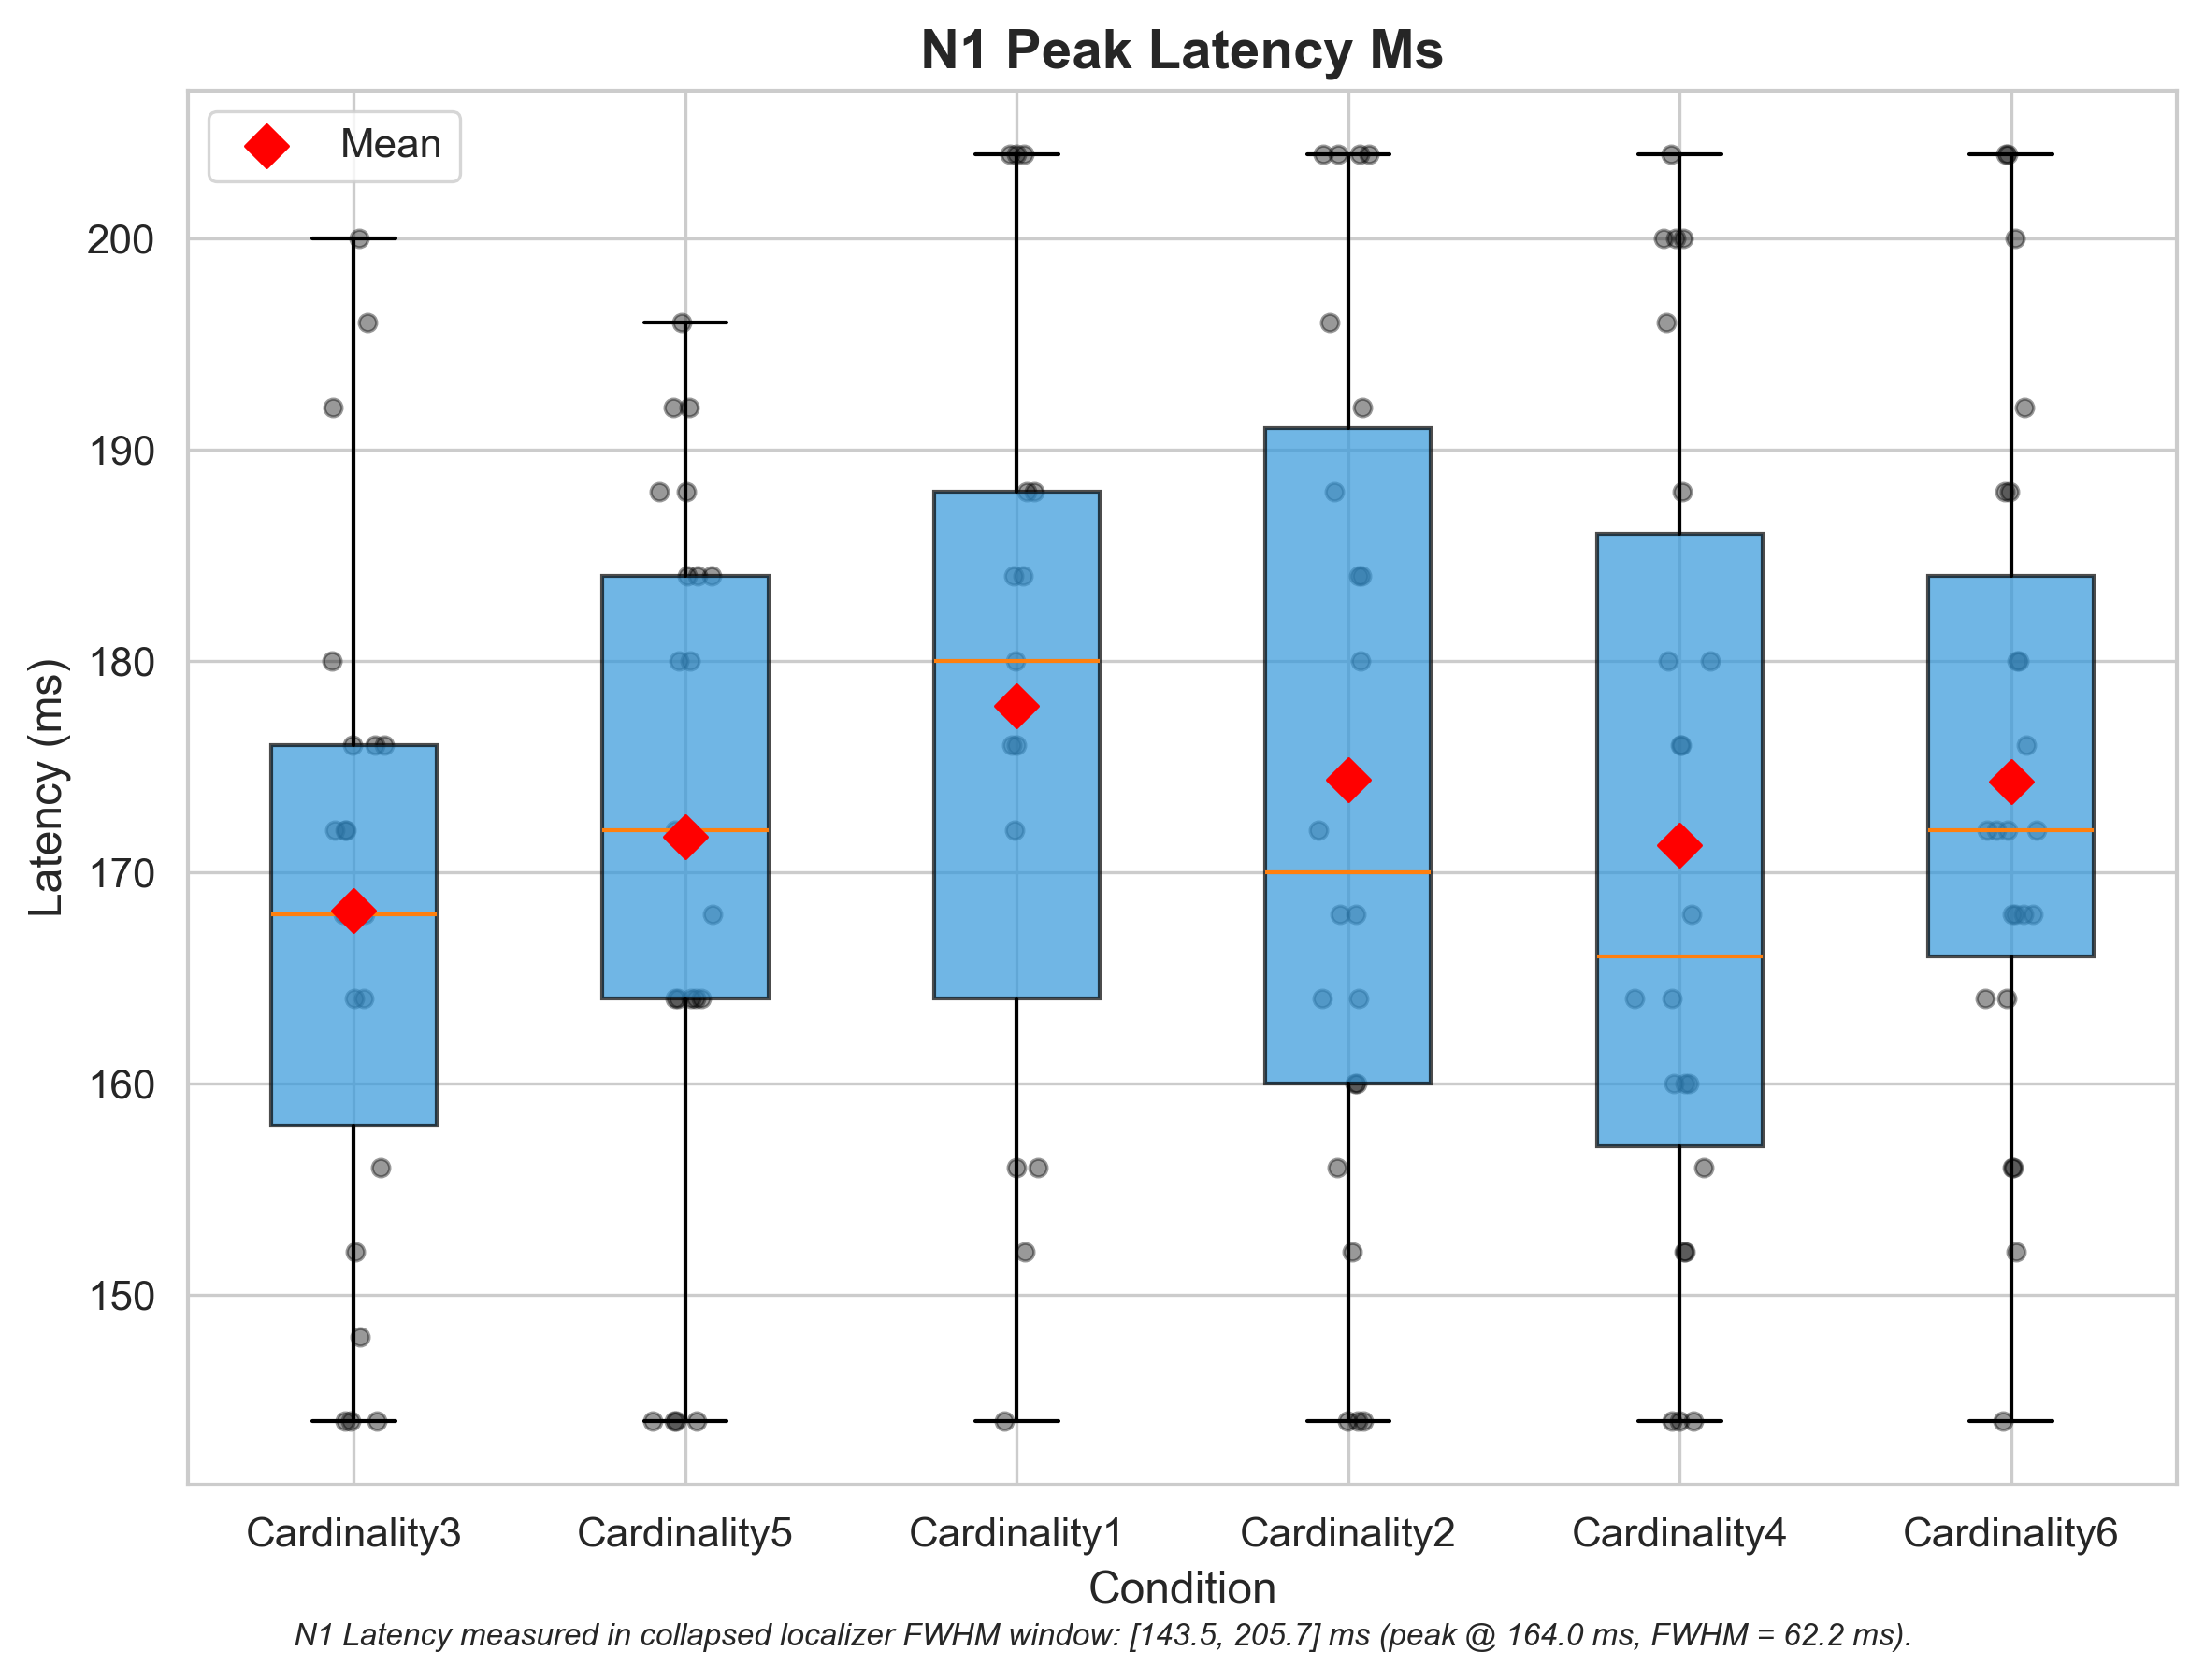 N1 Peak Latency Ms
Mean
Latency (ms)
200
190
180
170
160
150
Cardinality3 Cardinality5 Cardinality1 Cardinality2 Cardinality4 Cardinality6
Condition
N1 Latency measured in collapsed localizer FWHM window: [143.5, 205.7] ms (peak @ 164.0 ms, FWHM = 62.2 ms).